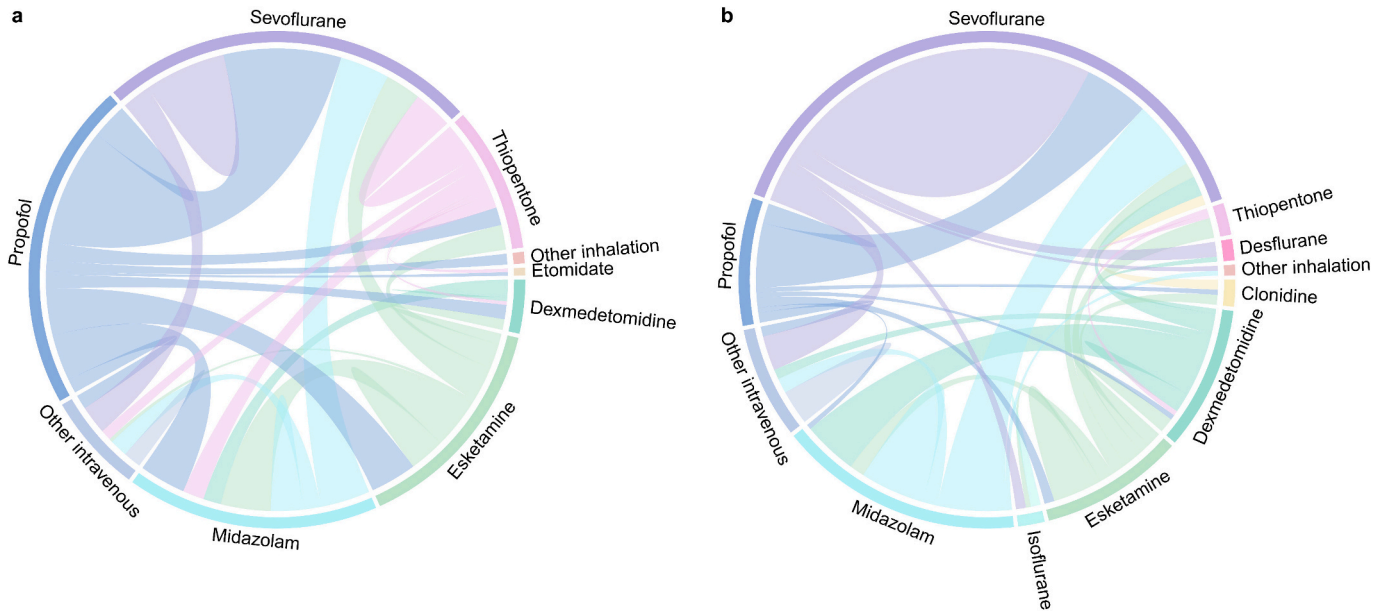 a
Sevoflurane
Thiopentone
Other inhalation
Etomidate
Dexmedetomidine
Esketamine
Midazolam
Other intravenous
Propofol
b
Sevoflurane
Thiopentone
Desflurane
Other inhalation
Clonidine
Dexmedetomidine
Esketamine
Isoflurane
Midazolam
Other intravenous
Propofol